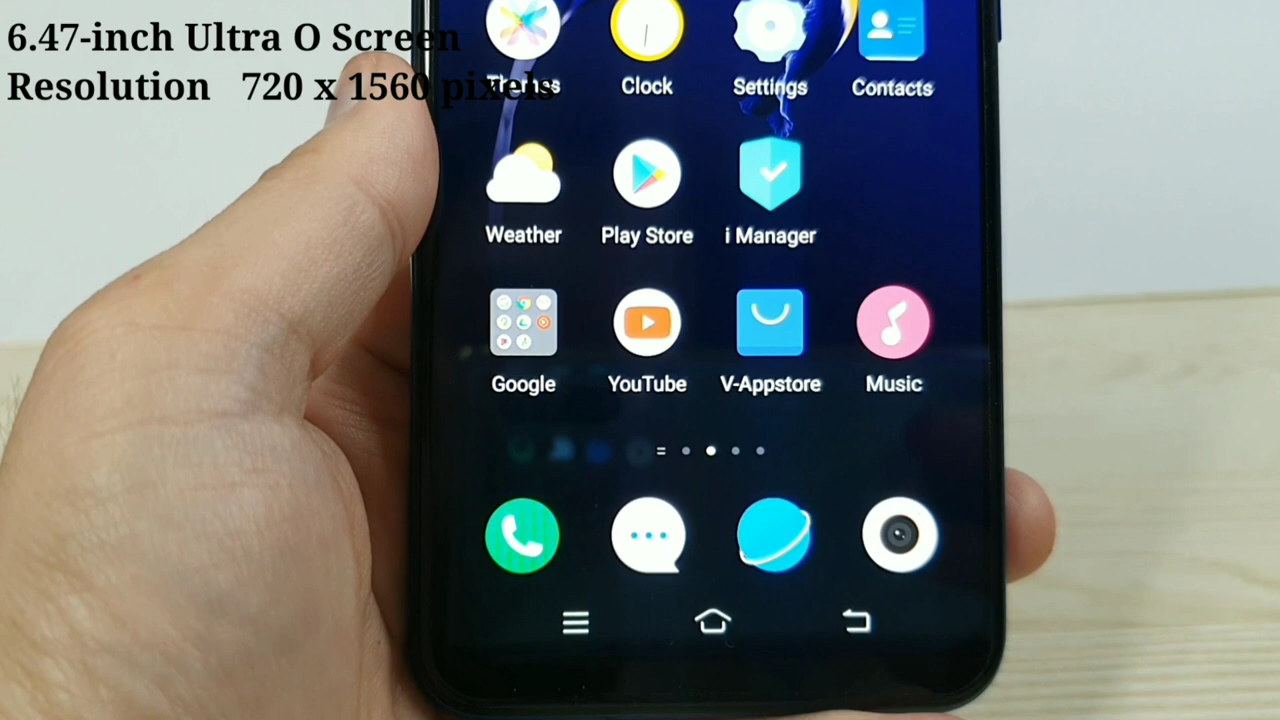 6.47-inch Ultra O Screen
Resolution 720 x 1560 pixels
Themes Clock Settings Contacts
Weather Play Store i Manager
Google YouTube V-Appstore Music